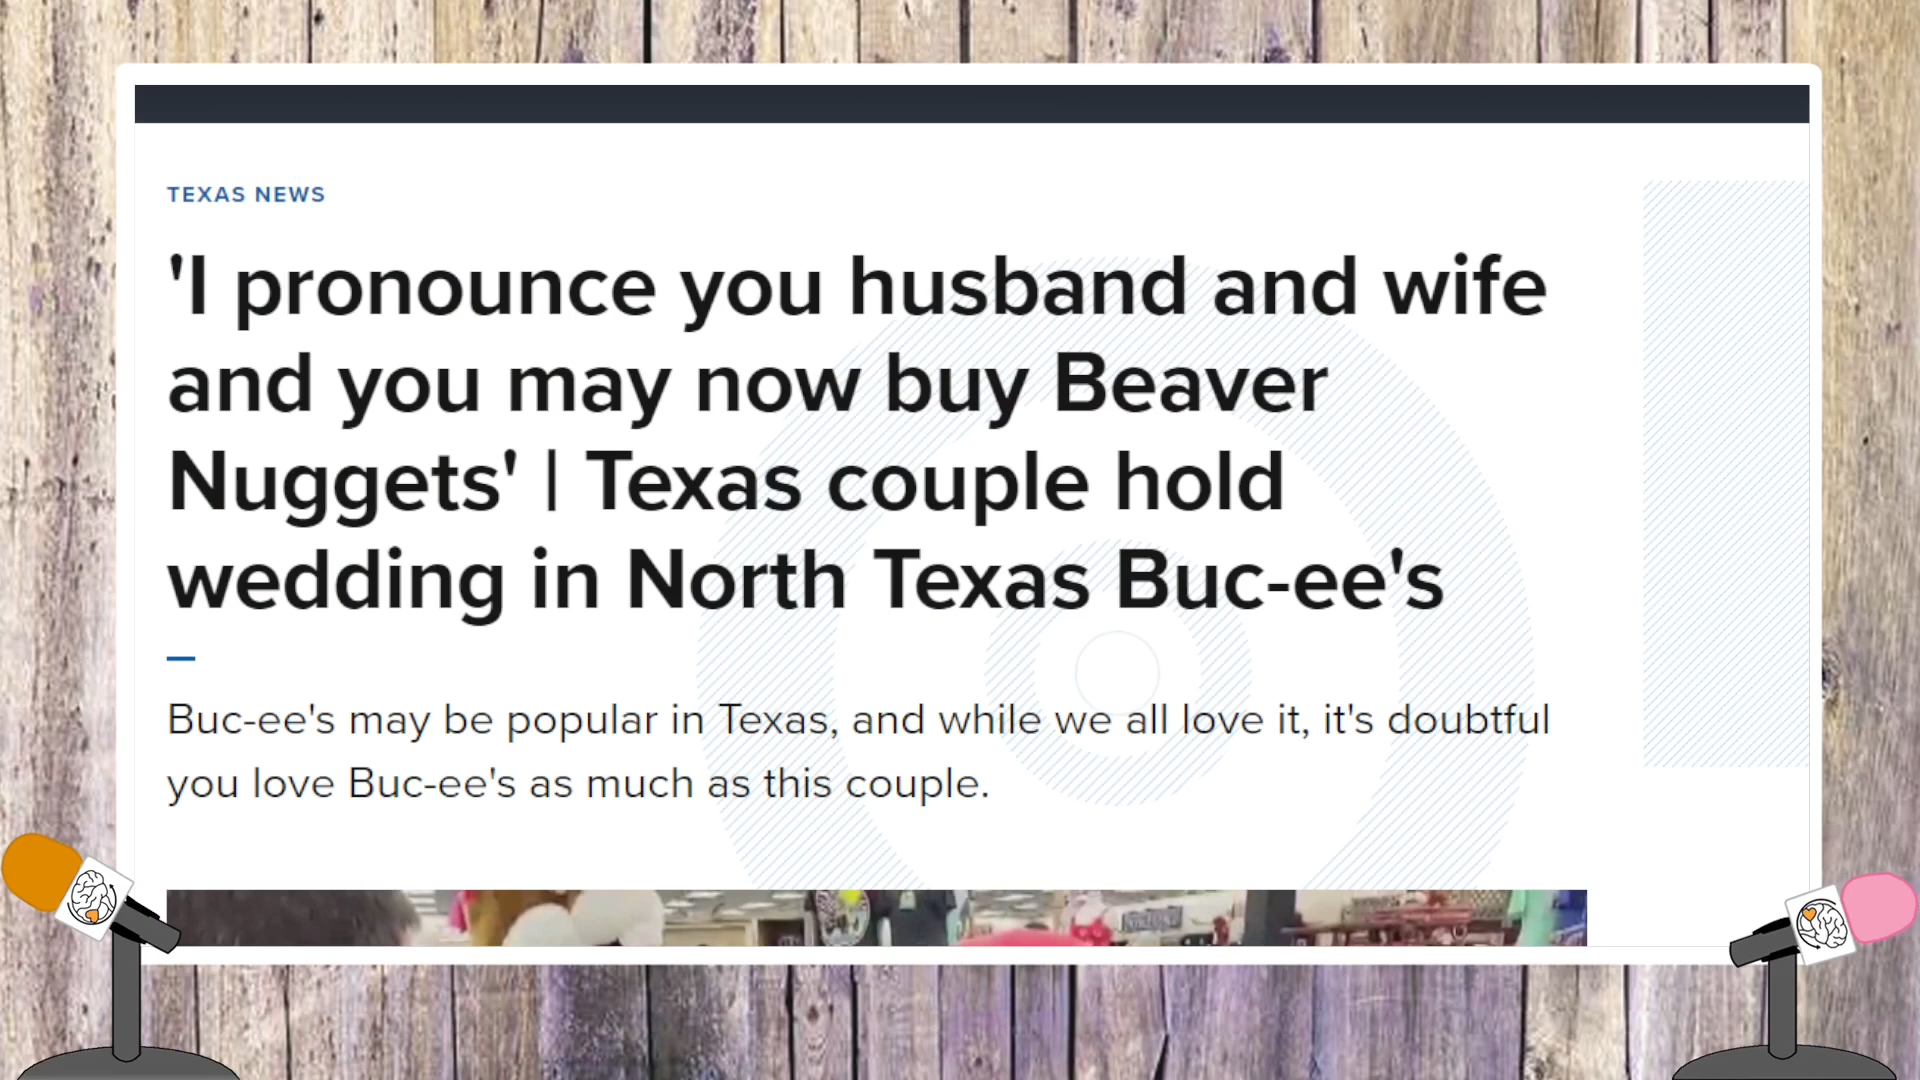 TEXAS NEWS
'I pronounce you husband and wife
and you may now buy Beaver
Nuggets' | Texas couple hold
wedding in North Texas Buc-ee's
Buc-ee's may be popular in Texas, and while we all love it, it's doubtful
you love Buc-ee's as much as this couple.